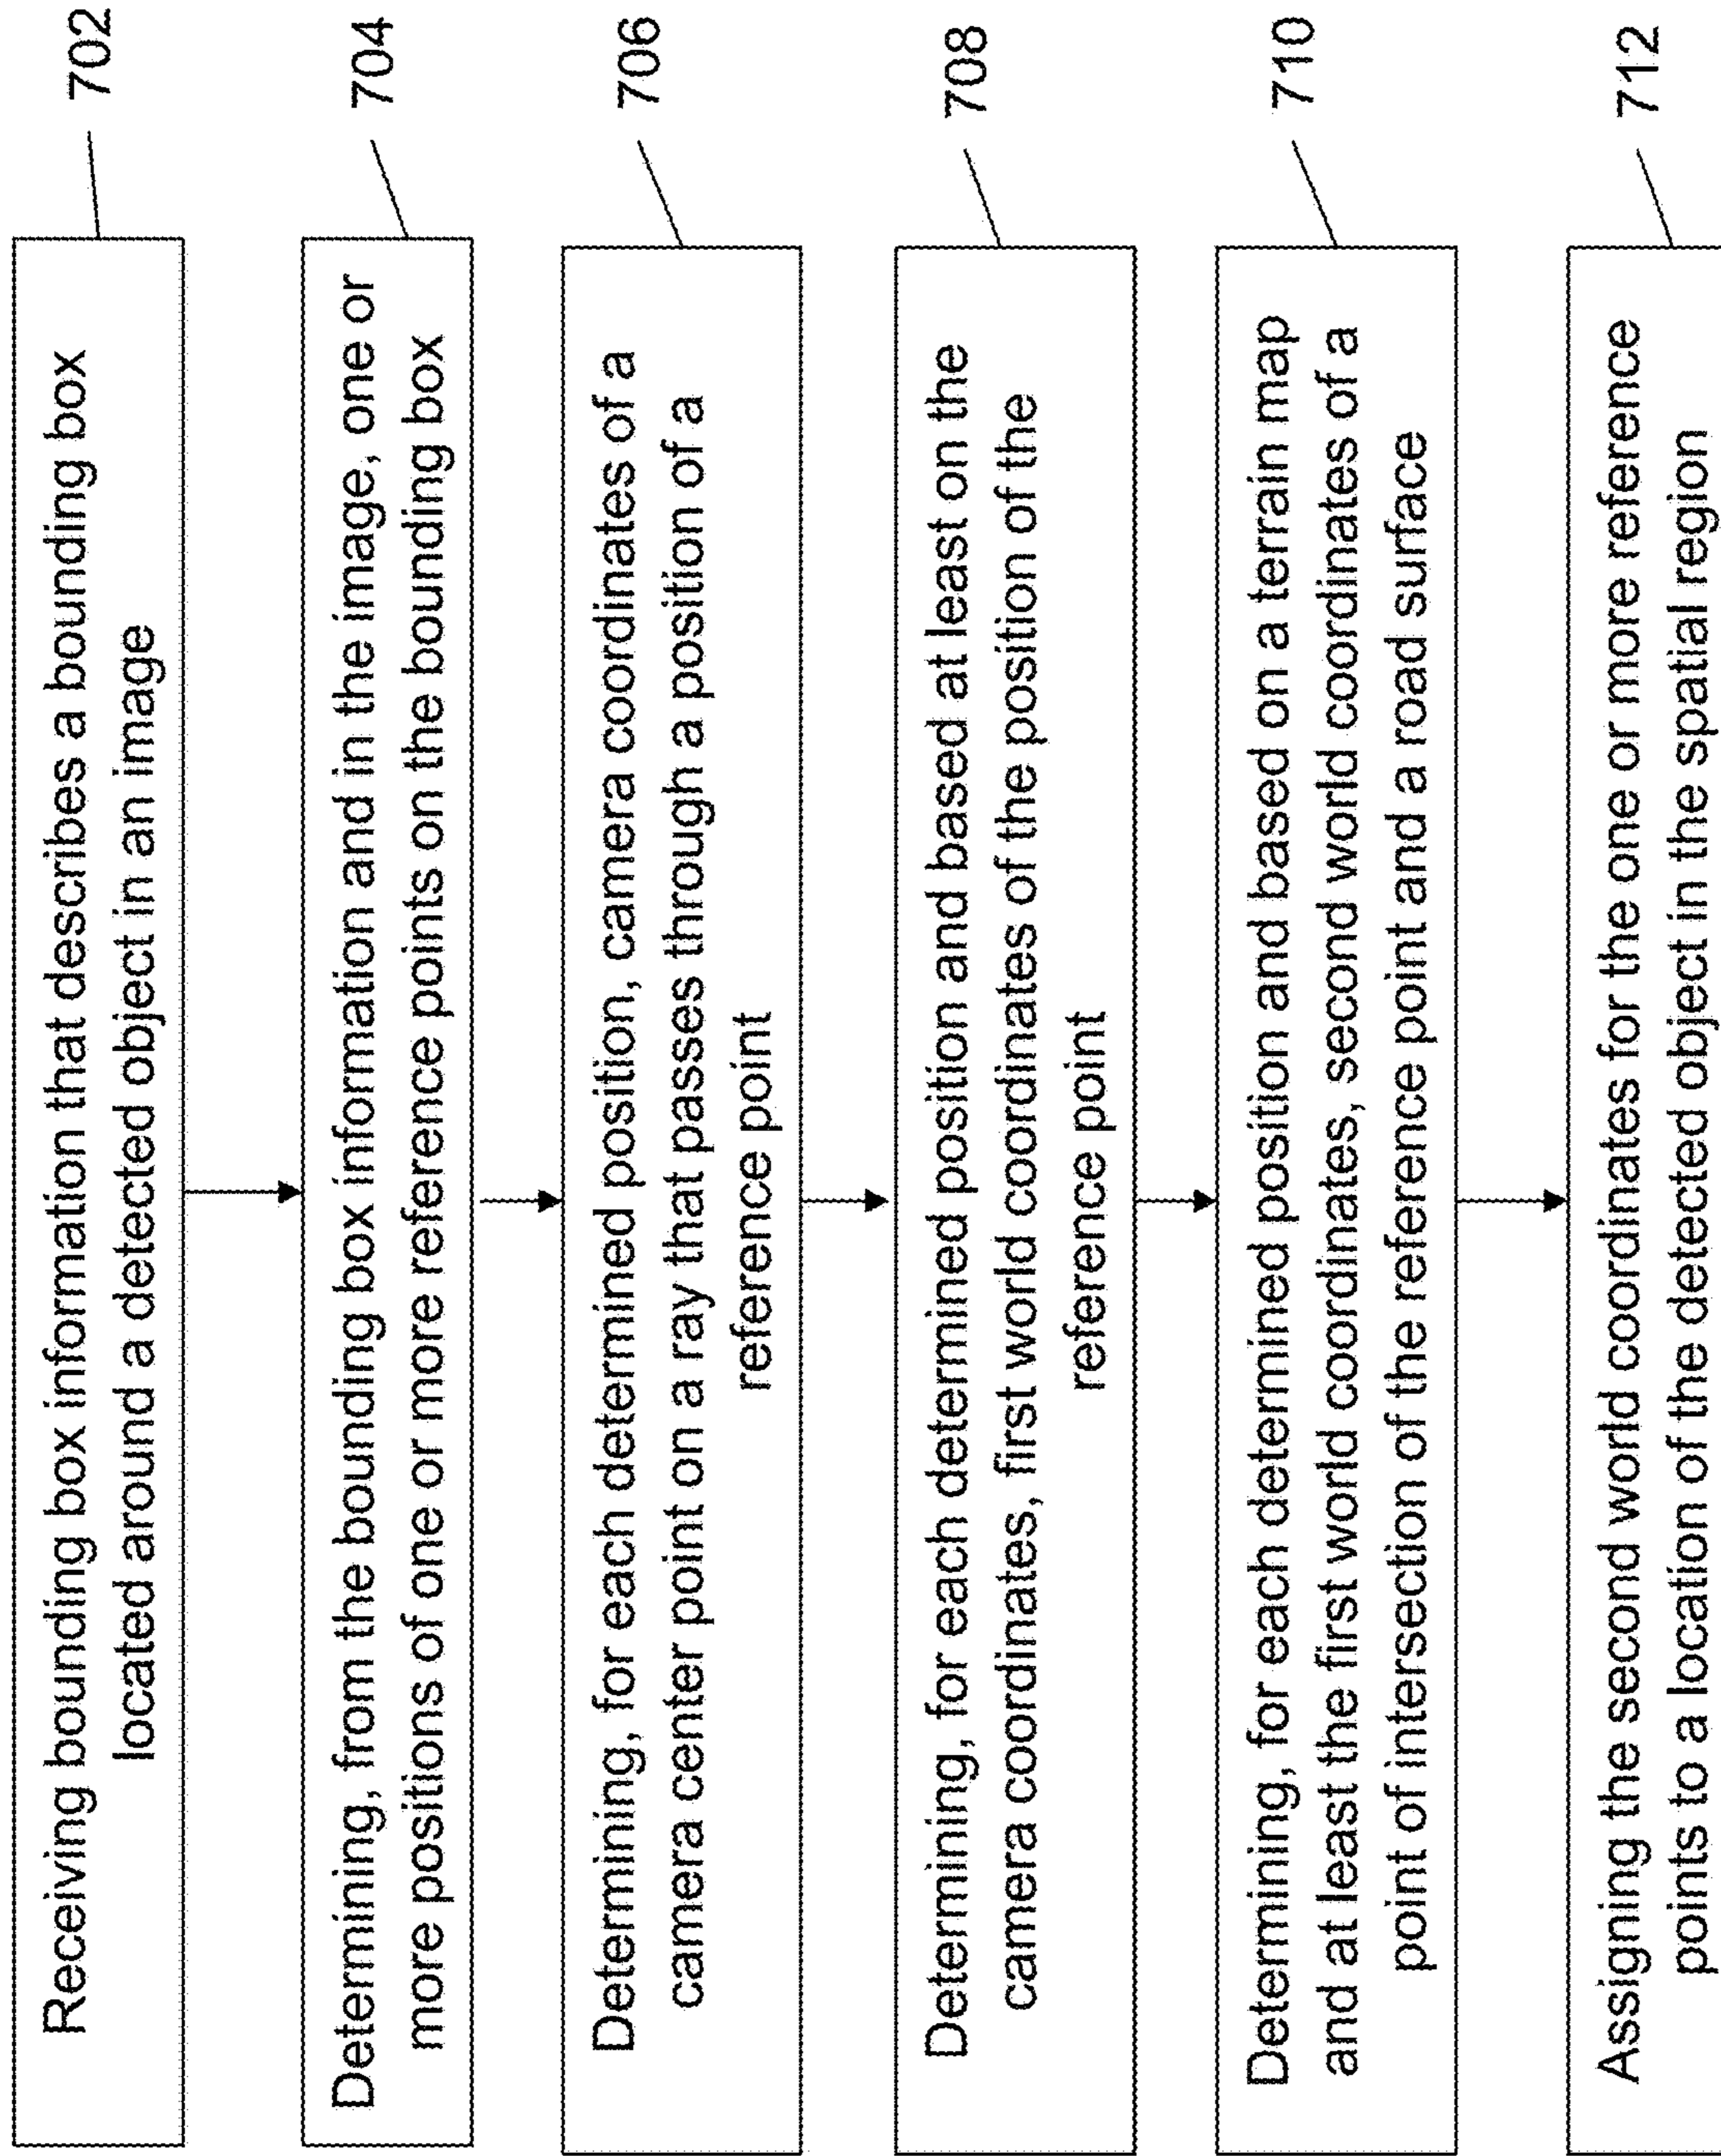 Receiving bounding box information that describes a bounding box
located around a detected object in an image
702
Determining, from the bounding box information and in the image, one or
more positions of one or more reference points on the bounding box
704
Determining, for each determined position, camera coordinates of a
camera center point on a ray that passes through a position of a
reference point
706
Determining, for each determined position and based at least on the
camera coordinates, first world coordinates of the position of the
reference point
708
Determining, for each determined position and based on a terrain map
and at least the first world coordinates, second world coordinates of a
point of intersection of the reference point and a road surface
710
Assigning the second world coordinates for the one or more reference
points to a location of the detected object in the spatial region
712